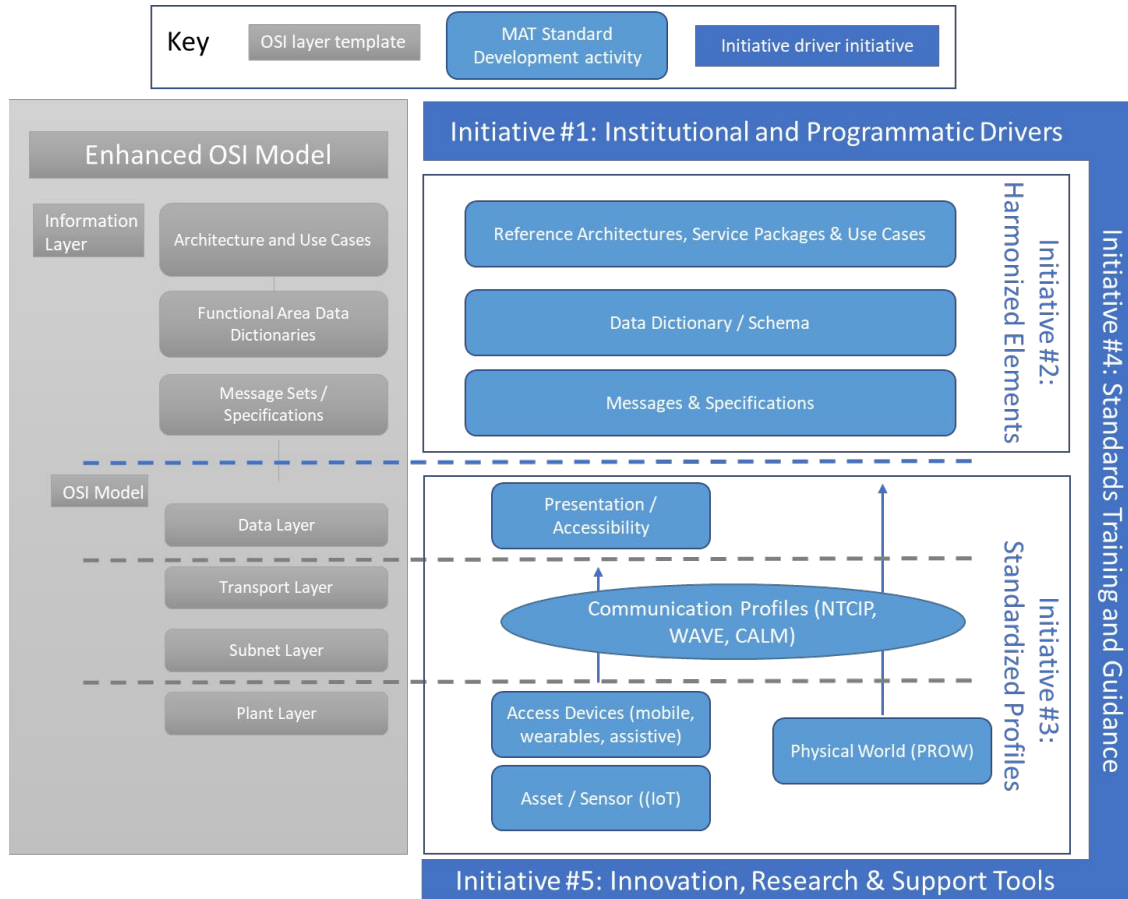 Key
OSI layer template
MAT Standard
Development activity
Initiative driver initiative
Enhanced OSI Model
Information
Layer
Architecture and Use Cases
Functional Area Data
Dictionaries
Message Sets /
Specifications
OSI Model
Data Layer
Transport Layer
Subnet Layer
Plant Layer
Initiative #1: Institutional and Programmatic Drivers
Reference Architectures, Service Packages & Use Cases
Data Dictionary / Schema
Messages & Specifications
Initiative #2:
Harmonized Elements
Presentation /
Accessibility
Communication Profiles (NTCIP,
WAVE, CALM)
Access Devices (mobile,
wearables, assistive)
Asset / Sensor ((IoT)
Physical World (PROW)
Initiative #3:
Standardized Profiles
Initiative #4: Standards Training and Guidance
Initiative #5: Innovation, Research & Support Tools